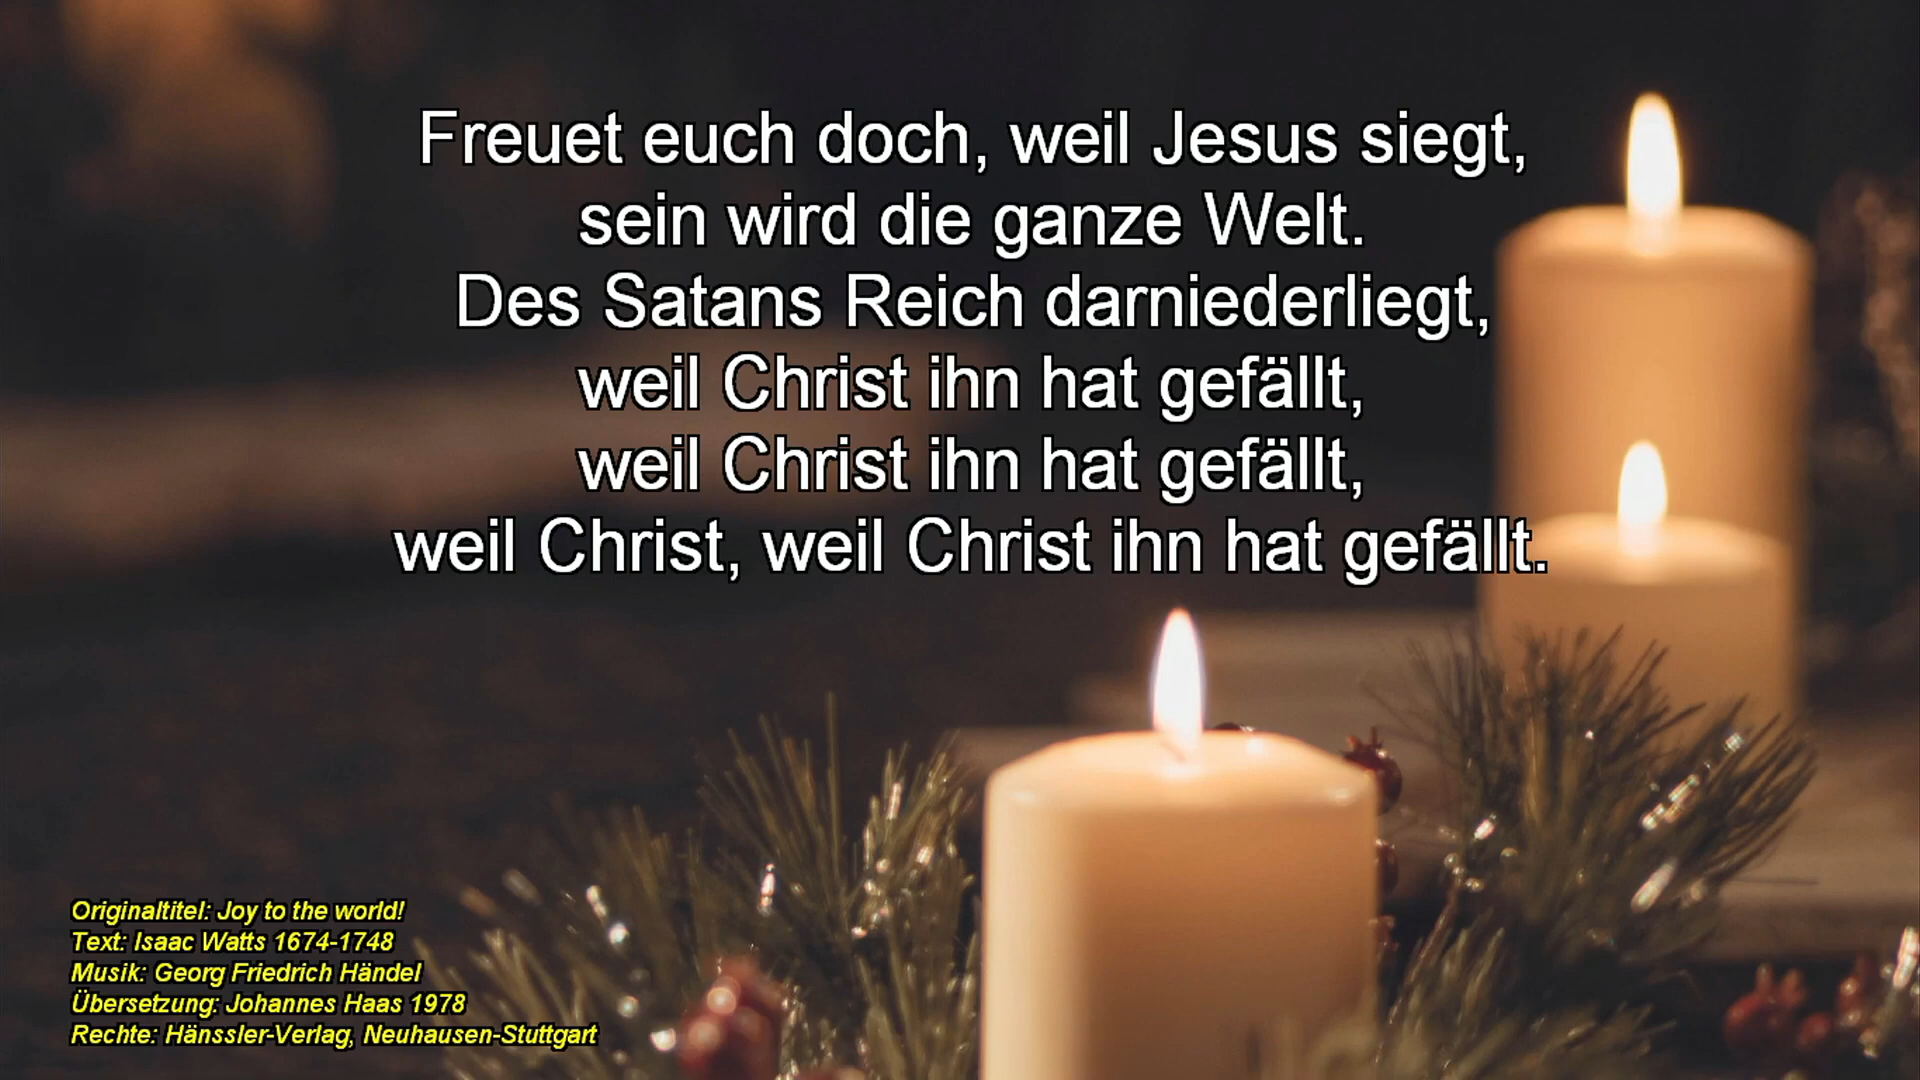 Freuet euch doch, weil Jesus siegt,
sein wird die ganze Welt.
Des Satans Reich darniederliegt,
weil Christ ihn hat gefällt,
weil Christ ihn hat gefällt,
weil Christ, weil Christ ihn hat gefällt.
Originaltitel: Joy to the world!
Text: Isaac Watts 1674-1748
Musik: Georg Friedrich Händel
Übersetzung: Johannes Haas 1978
Rechte: Hänssler-Verlag, Neuhausen-Stuttgart